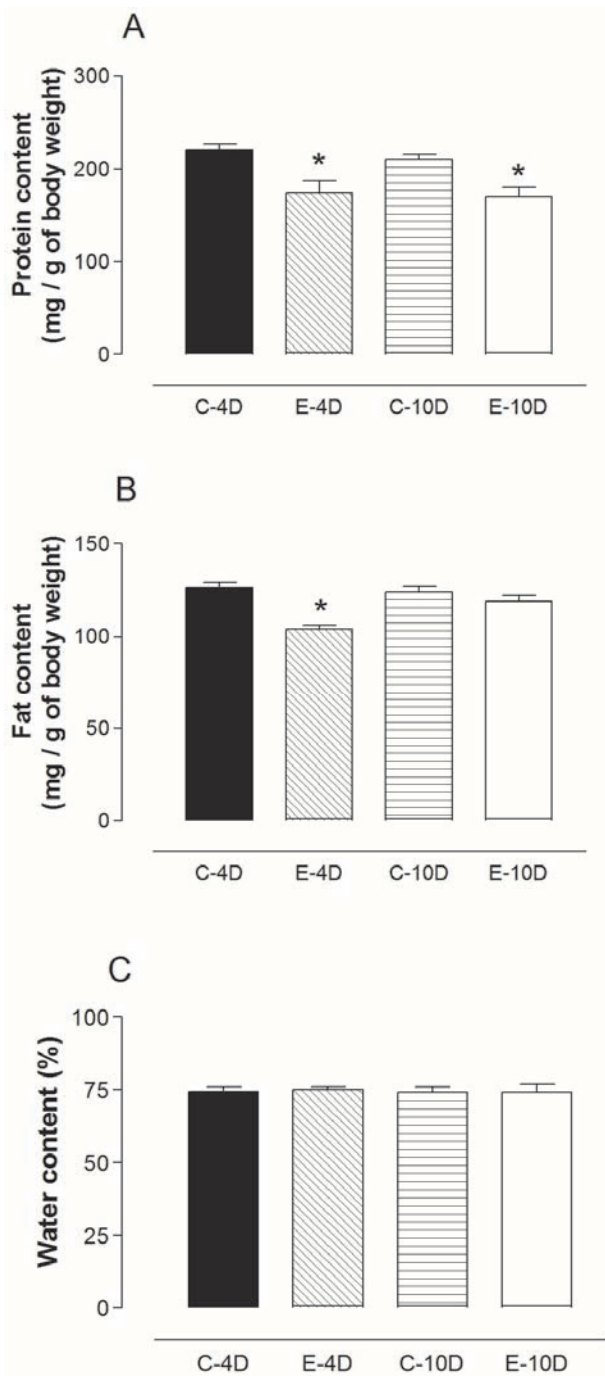 A
Protein content
(mg / g of body weight)
300
200
100
0
*
*
C-4D E-4D C-10D E-10D
B
Fat content
(mg / g of body weight)
150
100
50
0
*
C-4D E-4D C-10D E-10D
C
Water content (%)
100
75
50
25
0
C-4D E-4D C-10D E-10D